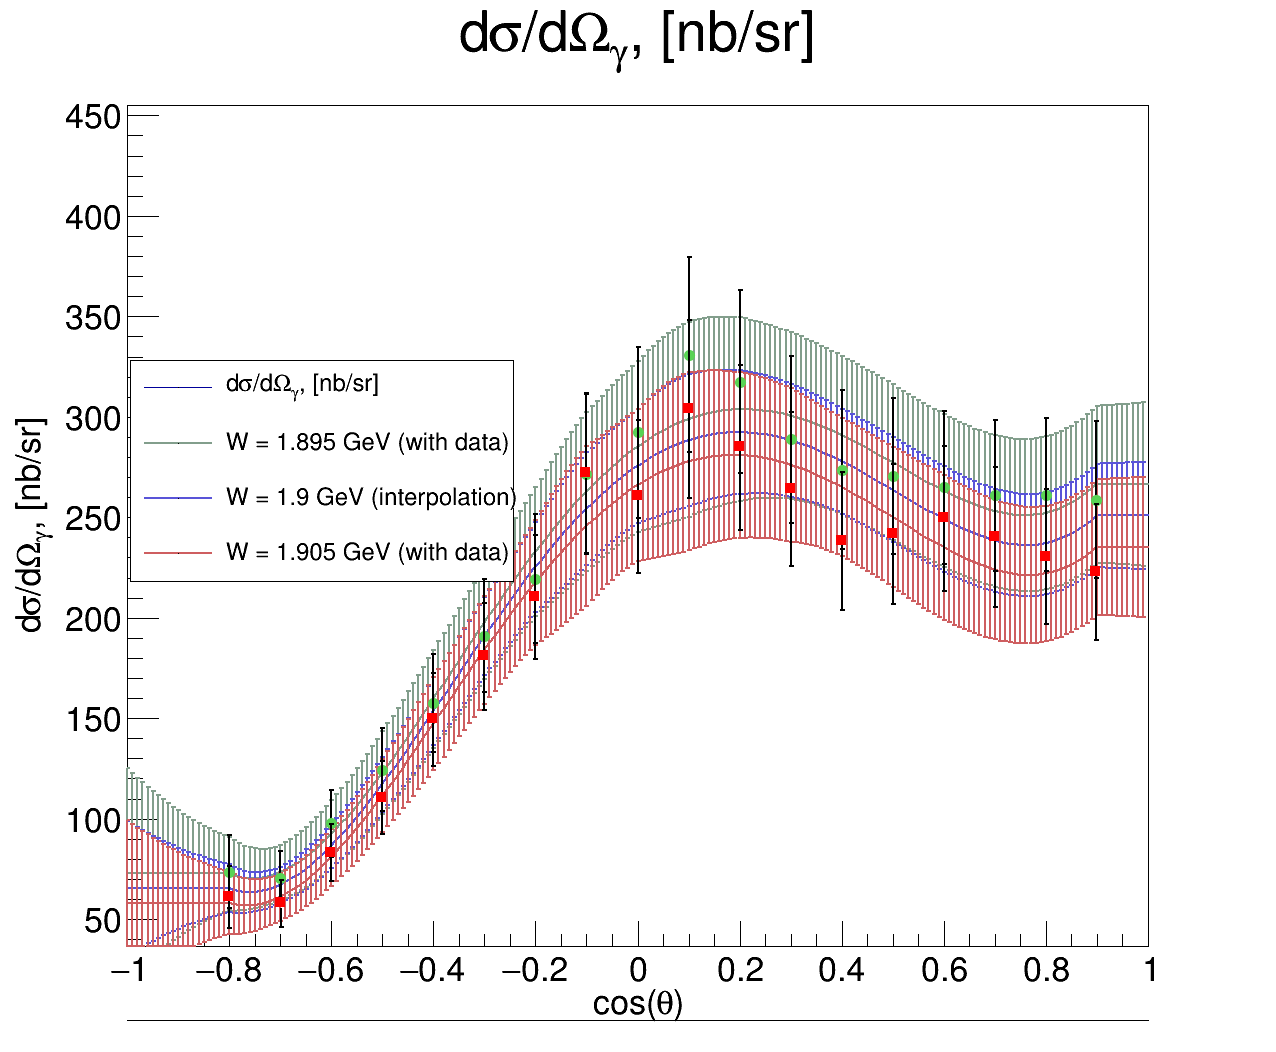 dσ/dΩγ, [nb/sr]
450
400
350
300
250
200
150
100
50
dσ/dΩγ, [nb/sr]
dσ/dΩγ, [nb/sr]
W = 1.895 GeV (with data)
W = 1.9 GeV (interpolation)
W = 1.905 GeV (with data)
−1 −0.8 −0.6 −0.4 −0.2 0 0.2 0.4 0.6 0.8 1
cos(θ)